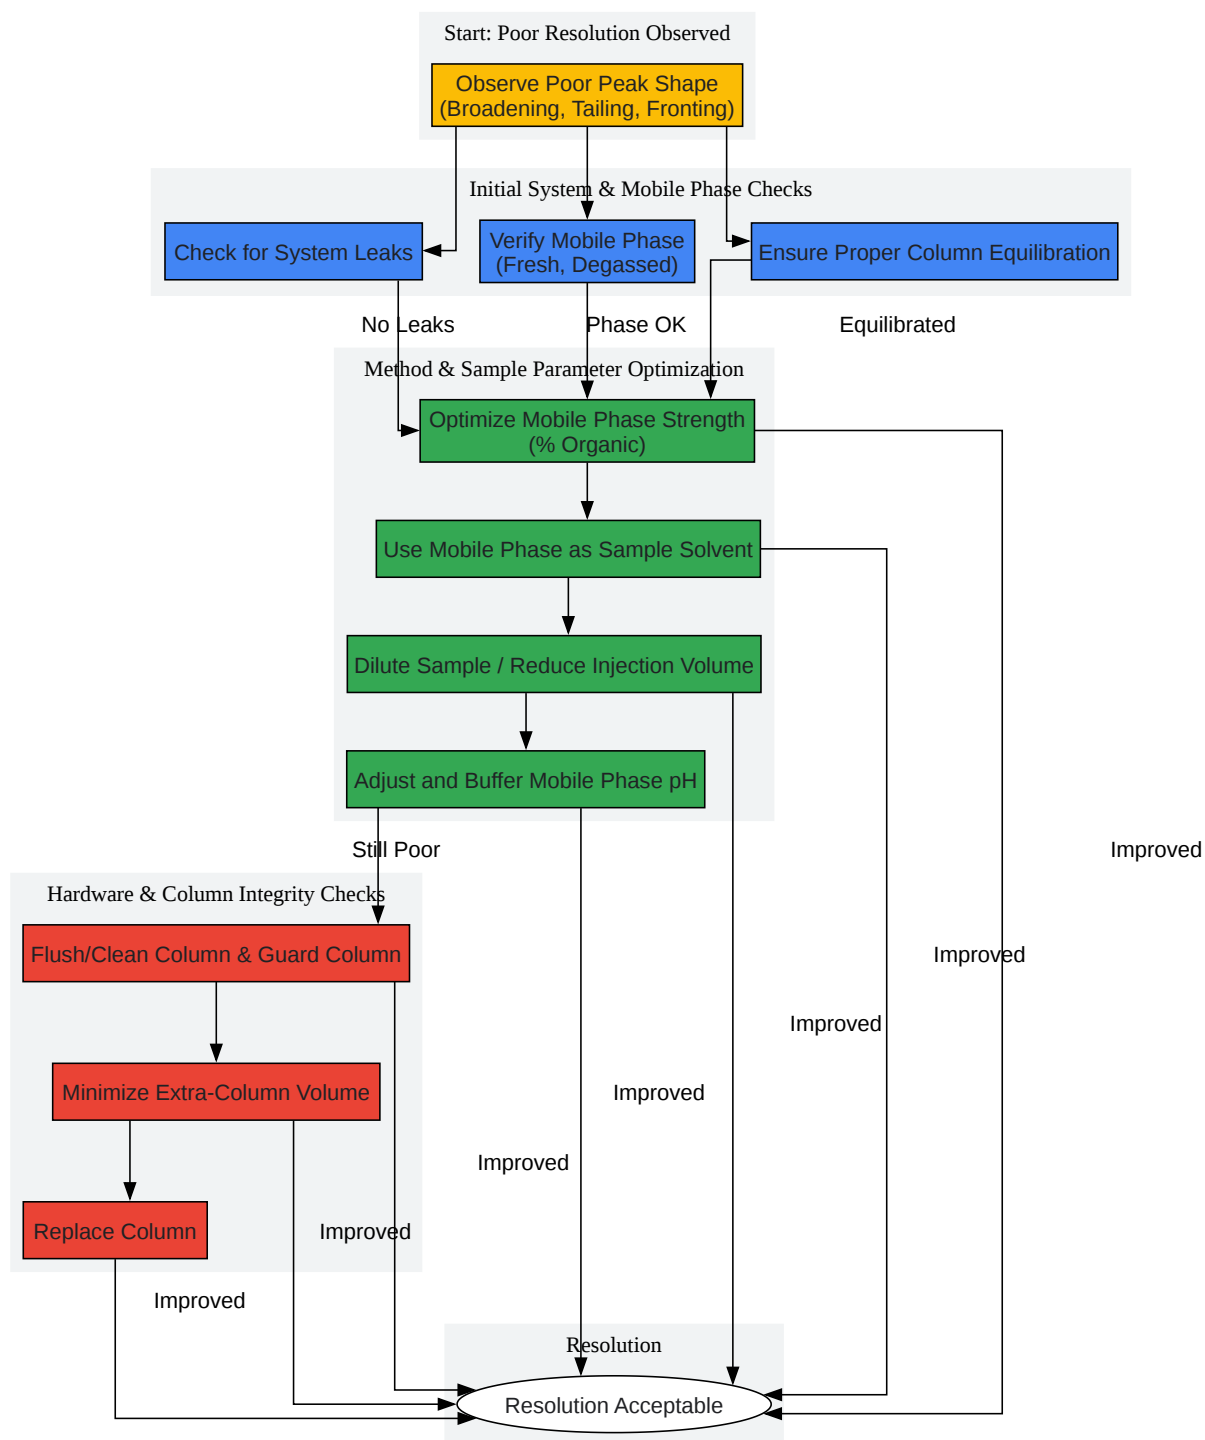 Start: Poor Resolution Observed
Observe Poor Peak Shape
(Broadening, Tailing, Fronting)
Initial System & Mobile Phase Checks
Check for System Leaks
Verify Mobile Phase
(Fresh, Degassed)
Ensure Proper Column Equilibration
No Leaks
Phase OK
Equilibrated
Method & Sample Parameter Optimization
Optimize Mobile Phase Strength
(% Organic)
Use Mobile Phase as Sample Solvent
Dilute Sample / Reduce Injection Volume
Adjust and Buffer Mobile Phase pH
Still Poor
Improved
Hardware & Column Integrity Checks
Flush/Clean Column & Guard Column
Improved
Improved
Minimize Extra-Column Volume
Improved
Improved
Replace Column
Improved
Improved
Resolution
Resolution Acceptable